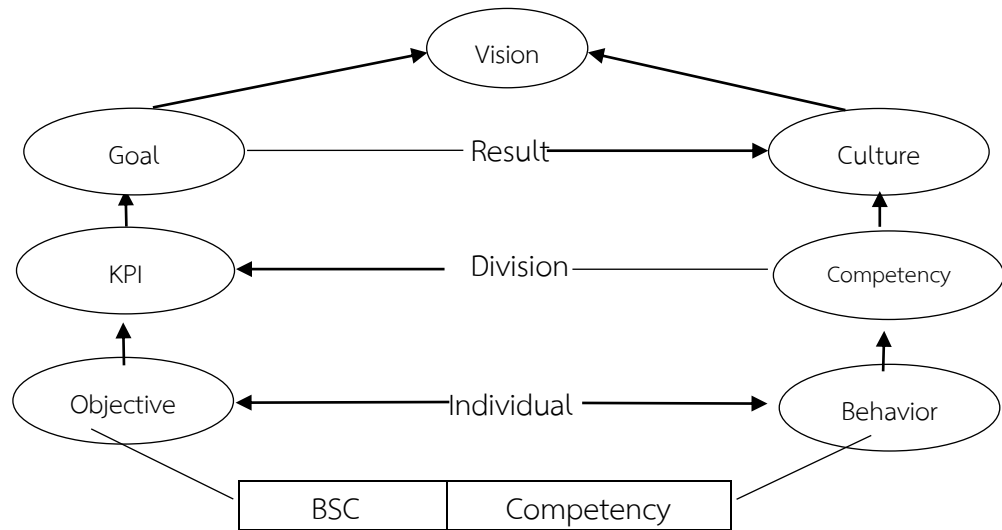 Vision
Goal Result Culture
KPI Division Competency
Objective Individual Behavior
BSC Competency